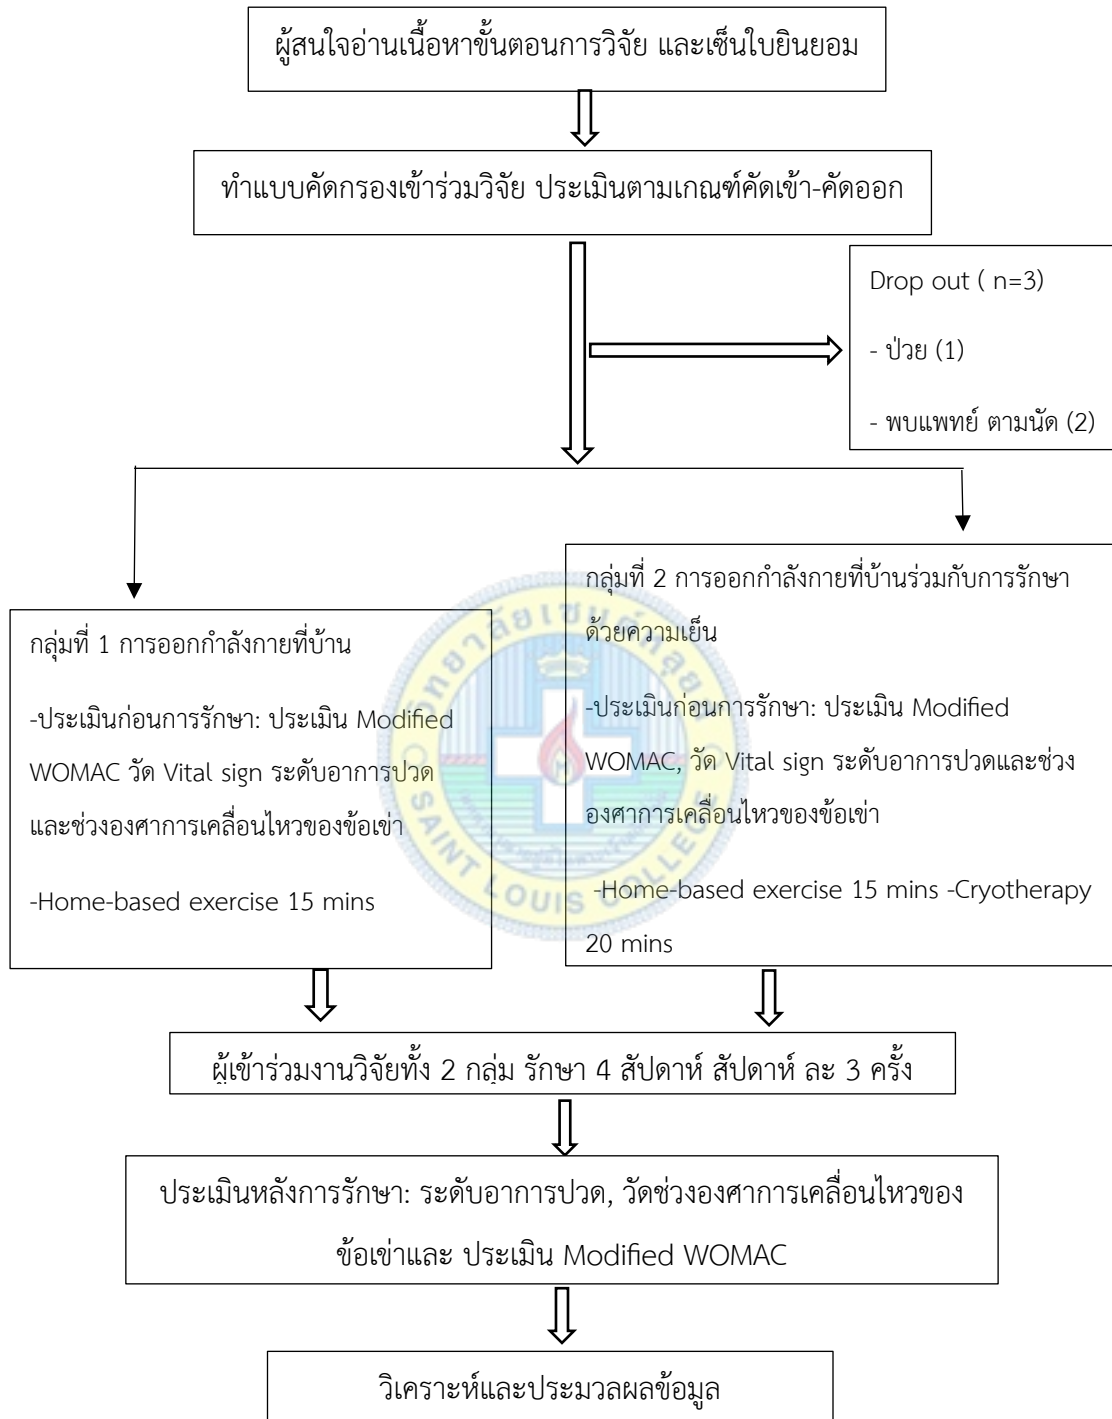 ผู้สนใจอ่านเนื้อหาขั้นตอนการวิจัย และเซ็นใบยินยอม
ทำแบบคัดกรองเข้าร่วมวิจัย ประเมินตามเกณฑ์คัดเข้า-คัดออก
Drop out ( n=3)
- ป่วย (1)
- พบแพทย์ ตามนัด (2)
กลุ่มที่ 1 การออกกำลังกายที่บ้าน
-ประเมินก่อนการรักษา: ประเมิน Modified
WOMAC วัด Vital sign ระดับอาการปวด
และช่วงองศาการเคลื่อนไหวของข้อเข่า
-Home-based exercise 15 mins
กลุ่มที่ 2 การออกกำลังกายที่บ้านร่วมกับการรักษา
ด้วยความเย็น
-ประเมินก่อนการรักษา: ประเมิน Modified
WOMAC, วัด Vital sign ระดับอาการปวดและช่วง
องศาการเคลื่อนไหวของข้อเข่า
-Home-based exercise 15 mins -Cryotherapy
20 mins
วิทยาลัยเซนต์หลุยส์
SAINT LOUIS COLLEGE
ผู้เข้าร่วมงานวิจัยทั้ง 2 กลุ่ม รักษา 4 สัปดาห์ สัปดาห์ ละ 3 ครั้ง
ประเมินหลังการรักษา: ระดับอาการปวด, วัดช่วงองศาการเคลื่อนไหวของ
ข้อเข่าและ ประเมิน Modified WOMAC
วิเคราะห์และประมวลผลข้อมูล